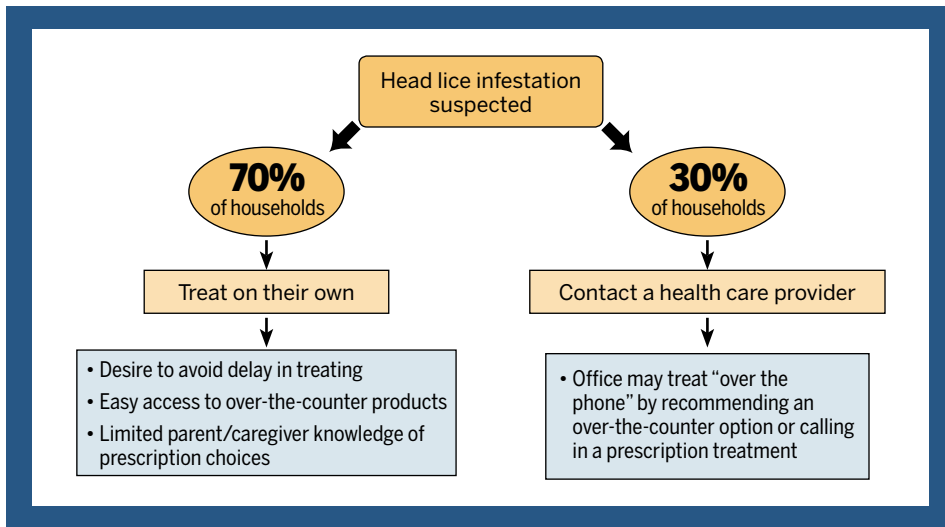 Head lice infestation
suspected
70%
of households
Treat on their own
• Desire to avoid delay in treating
• Easy access to over-the-counter products
• Limited parent/caregiver knowledge of
prescription choices
30%
of households
Contact a health care provider
• Office may treat “over the
phone” by recommending an
over-the-counter option or calling
in a prescription treatment